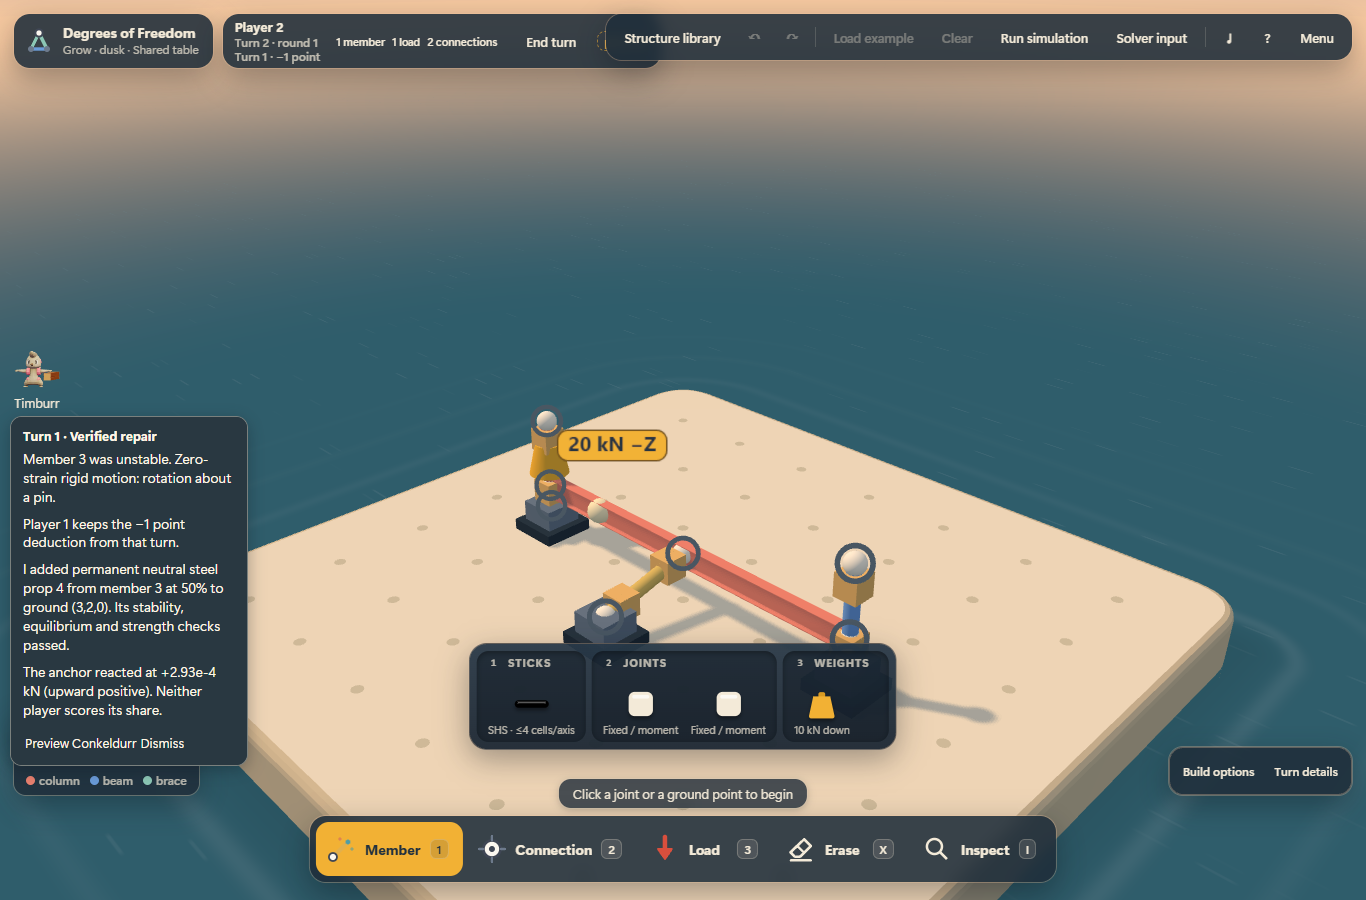 Degrees of Freedom
Grow · dusk · Shared table
Player 2
Turn 2 · round 1
Turn 1 · −1 point
1 member 1 load 2 connections
End turn
Structure library
Load example
Clear
Run simulation
Solver input
?
Menu
Timburr
Turn 1 · Verified repair
Member 3 was unstable. Zero-
strain rigid motion: rotation about
a pin.
Player 1 keeps the −1 point
deduction from that turn.
I added permanent neutral steel
prop 4 from member 3 at 50% to
ground (3,2,0). Its stability,
equilibrium and strength checks
passed.
The anchor reacted at +2.93e-4
kN (upward positive). Neither
player scores its share.
Preview Conkeldurr Dismiss
column beam brace
20 kN −Z
1 STICKS
SHS · ≤4 cells/axis
2 JOINTS
Fixed / moment
Fixed / moment
3 WEIGHTS
10 kN down
Build options
Turn details
Click a joint or a ground point to begin
Member 1
Connection 2
Load 3
Erase X
Inspect I